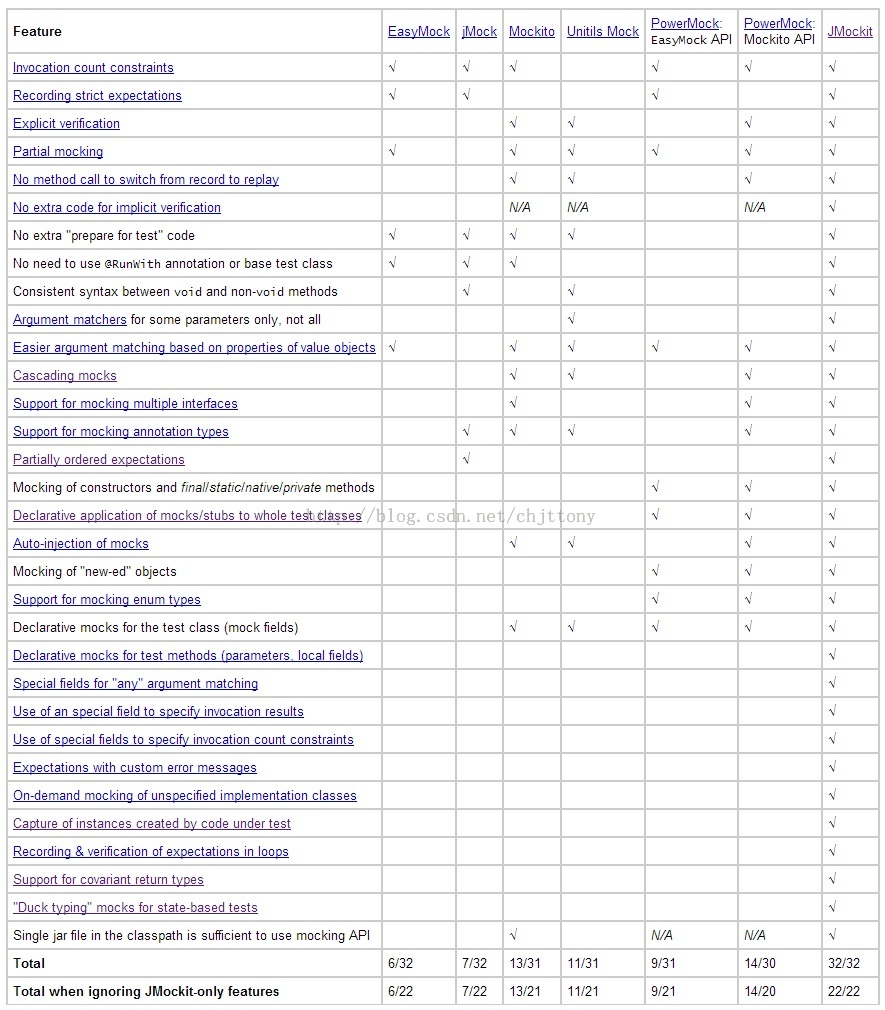 Feature EasyMock jMock Mockito Unitils Mock PowerMock: EasyMock API PowerMock: Mockito API JMockit
Invocation count constraints √ √ √ √ √ √
Recording strict expectations √ √ √ √
Explicit verification √ √ √ √
Partial mocking √ √ √ √ √ √
No method call to switch from record to replay √ √ √ √
No extra code for implicit verification N/A N/A N/A √
No extra "prepare for test" code √ √ √ √ √
No need to use @RunWith annotation or base test class √ √ √ √
Consistent syntax between void and non-void methods √ √ √
Argument matchers for some parameters only, not all √ √
Easier argument matching based on properties of value objects √ √ √ √ √ √
Cascading mocks √ √ √ √
Support for mocking multiple interfaces √ √ √
Support for mocking annotation types √ √ √ √ √
Partially ordered expectations √ √
Mocking of constructors and final/static/native/private methods √ √ √
Declarative application of mocks/stubs to whole test classes √ √ √
http://blog.csdn.net/chjttony
Auto-injection of mocks √ √ √ √
Mocking of "new-ed" objects √ √ √
Support for mocking enum types √ √ √
Declarative mocks for the test class (mock fields) √ √ √ √ √
Declarative mocks for test methods (parameters, local fields) √
Special fields for "any" argument matching √
Use of an special field to specify invocation results √
Use of special fields to specify invocation count constraints √
Expectations with custom error messages √
On-demand mocking of unspecified implementation classes √
Capture of instances created by code under test √
Recording & verification of expectations in loops √
Support for covariant return types √
"Duck typing" mocks for state-based tests √
Single jar file in the classpath is sufficient to use mocking API √ N/A N/A √
Total 6/32 7/32 13/31 11/31 9/31 14/30 32/32
Total when ignoring JMockit-only features 6/22 7/22 13/21 11/21 9/21 14/20 22/22